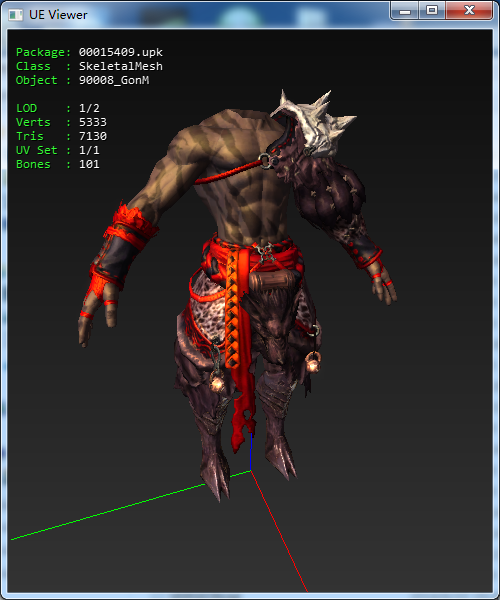 UE Viewer
Package: 00015409.upk
Class  : SkeletalMesh
Object : 90008_GonM
LOD    : 1/2
Verts  : 5333
Tris   : 7130
UV Set : 1/1
Bones  : 101